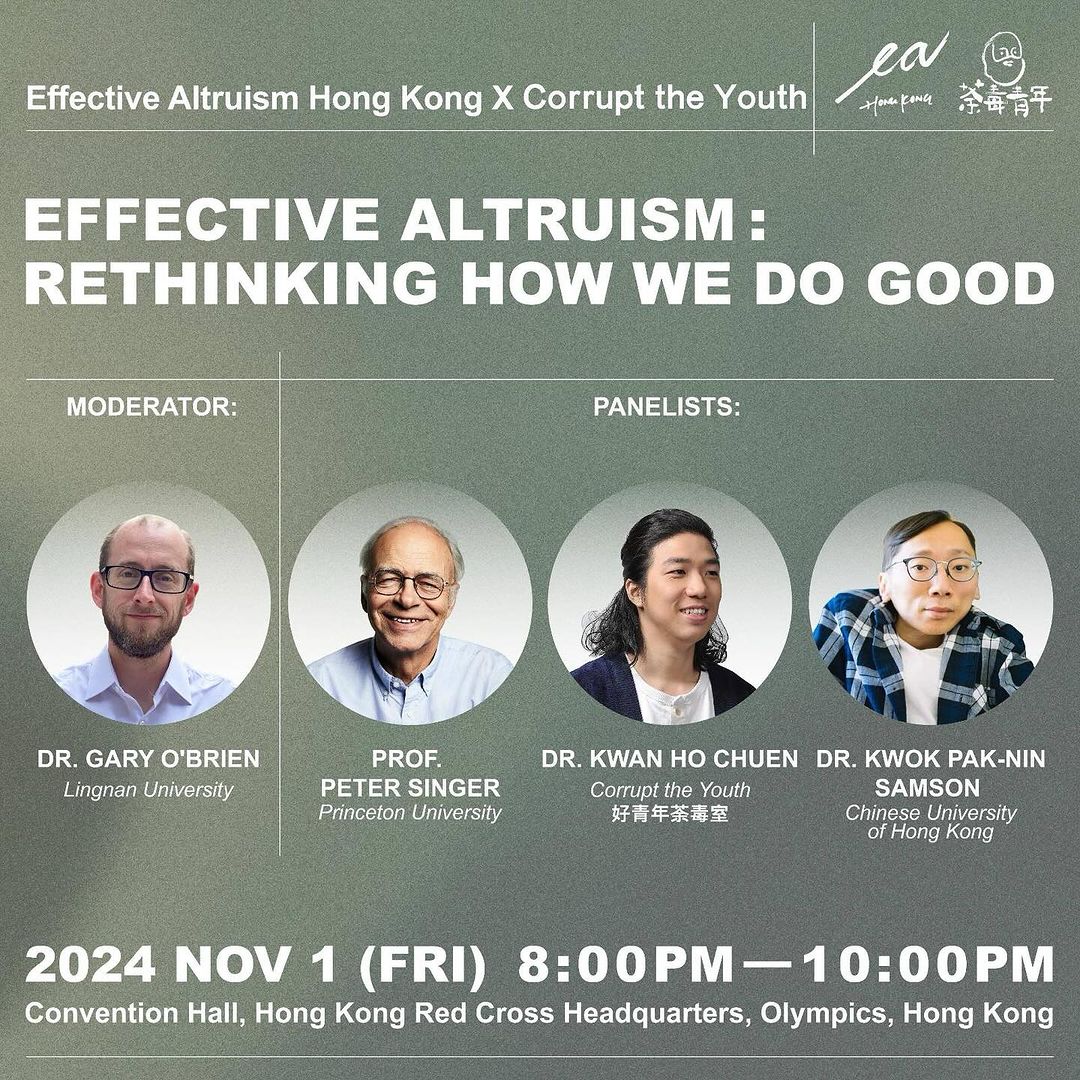 Effective Altruism Hong Kong X Corrupt the Youth
ea
Hong Kong
荼毒青年
EFFECTIVE ALTRUISM:
RETHINKING HOW WE DO GOOD
MODERATOR:
PANELISTS:
DR. GARY O'BRIEN
Lingnan University
PROF.
PETER SINGER
Princeton University
DR. KWAN HO CHUEN
Corrupt the Youth
好青年荼毒室
DR. KWOK PAK-NIN
SAMSON
Chinese University
of Hong Kong
2024 NOV 1 (FRI) 8:00PM—10:00PM
Convention Hall, Hong Kong Red Cross Headquarters, Olympics, Hong Kong